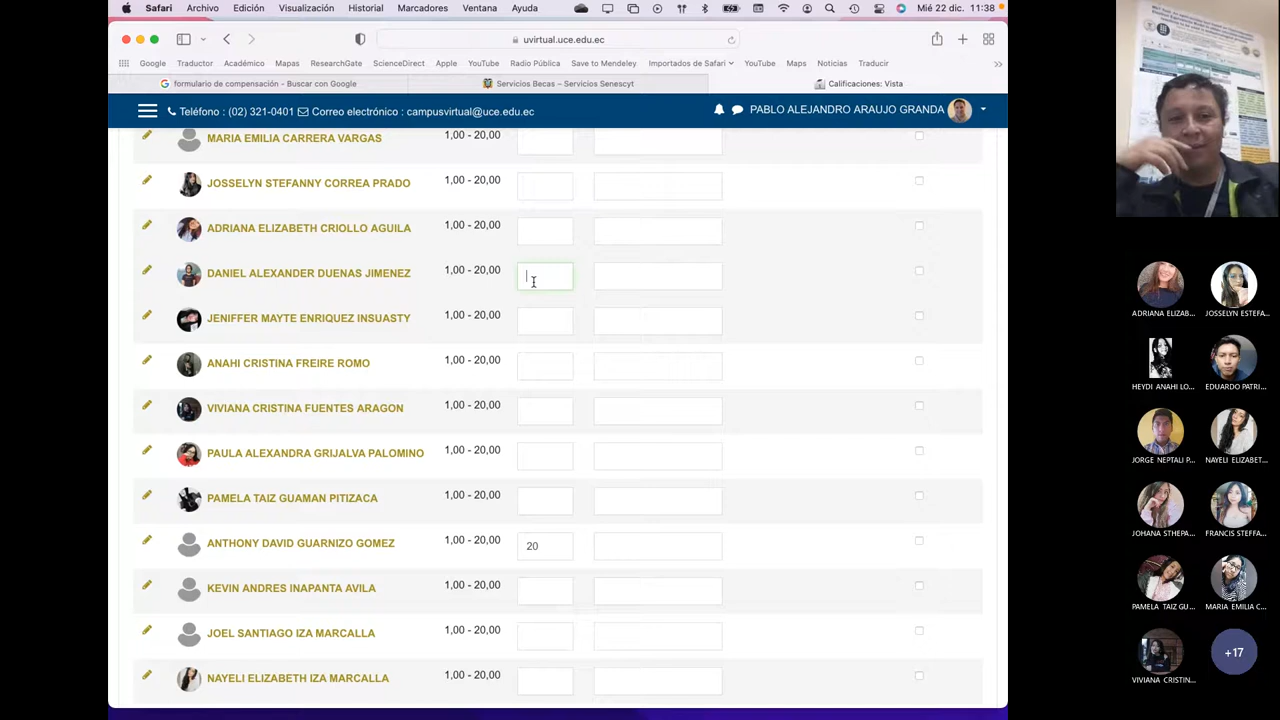 Safari Archivo Edición Visualización Historial Marcadores Ventana Ayuda Mié 22 dic. 11:38
uvirtual.uce.edu.ec
Google Traductor Académico Mapas ResearchGate ScienceDirect Apple YouTube Radio Pública Save to Mendeley Importados de Safari YouTube Maps Noticias Traducir
formulario de compensación - Buscar con Google Servicios Becas – Servicios Senescyt Calificaciones: Vista
Teléfono : (02) 321-0401 Correo electrónico : campusvirtual@uce.edu.ec PABLO ALEJANDRO ARAUJO GRANDA
MARIA EMILIA CARRERA VARGAS 1,00 - 20,00
JOSSELYN STEFANNY CORREA PRADO 1,00 - 20,00
ADRIANA ELIZABETH CRIOLLO AGUILA 1,00 - 20,00
DANIEL ALEXANDER DUENAS JIMENEZ 1,00 - 20,00
JENIFFER MAYTE ENRIQUEZ INSUASTY 1,00 - 20,00
ANAHI CRISTINA FREIRE ROMO 1,00 - 20,00
VIVIANA CRISTINA FUENTES ARAGON 1,00 - 20,00
PAULA ALEXANDRA GRIJALVA PALOMINO 1,00 - 20,00
PAMELA TAIZ GUAMAN PITIZACA 1,00 - 20,00
ANTHONY DAVID GUARNIZO GOMEZ 1,00 - 20,00 20
KEVIN ANDRES INAPANTA AVILA 1,00 - 20,00
JOEL SANTIAGO IZA MARCALLA 1,00 - 20,00
NAYELI ELIZABETH IZA MARCALLA 1,00 - 20,00
ADRIANA ELIZAB... JOSSELYN ESTEFA...
HEYDI ANAHI LO... EDUARDO PATRI...
JORGE NEPTALI P... NAYELI ELIZABET...
JOHANA STHEPA... FRANCIS STEFFA...
PAMELA TAIZ GU... MARIA EMILIA C...
VIVIANA CRISTIN... +17